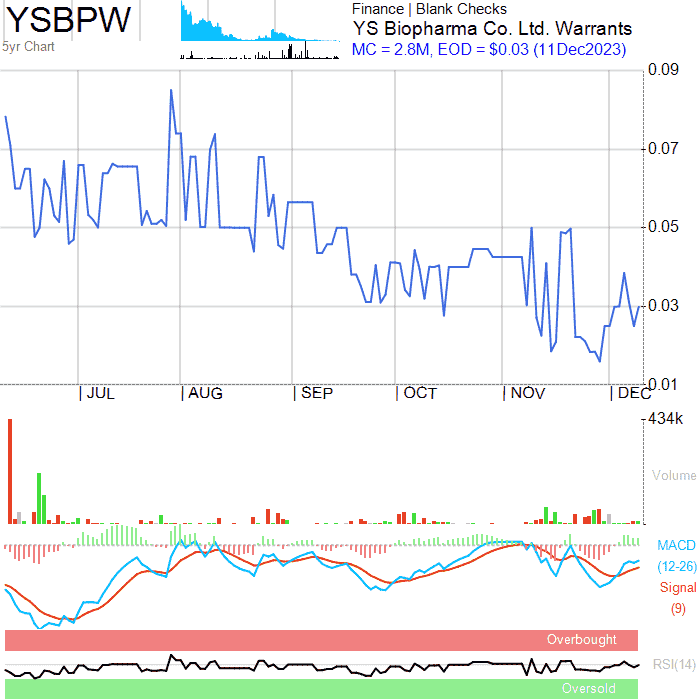 YSBPW
5yr Chart
Finance | Blank Checks
YS Biopharma Co. Ltd. Warrants
MC = 2.8M, EOD = $0.03 (11Dec2023)
0.09
0.07
0.05
0.03
0.01
JUL
AUG
SEP
OCT
NOV
DEC
434k
Volume
MACD
(12-26)
Signal
(9)
Overbought
RSI(14)
Oversold